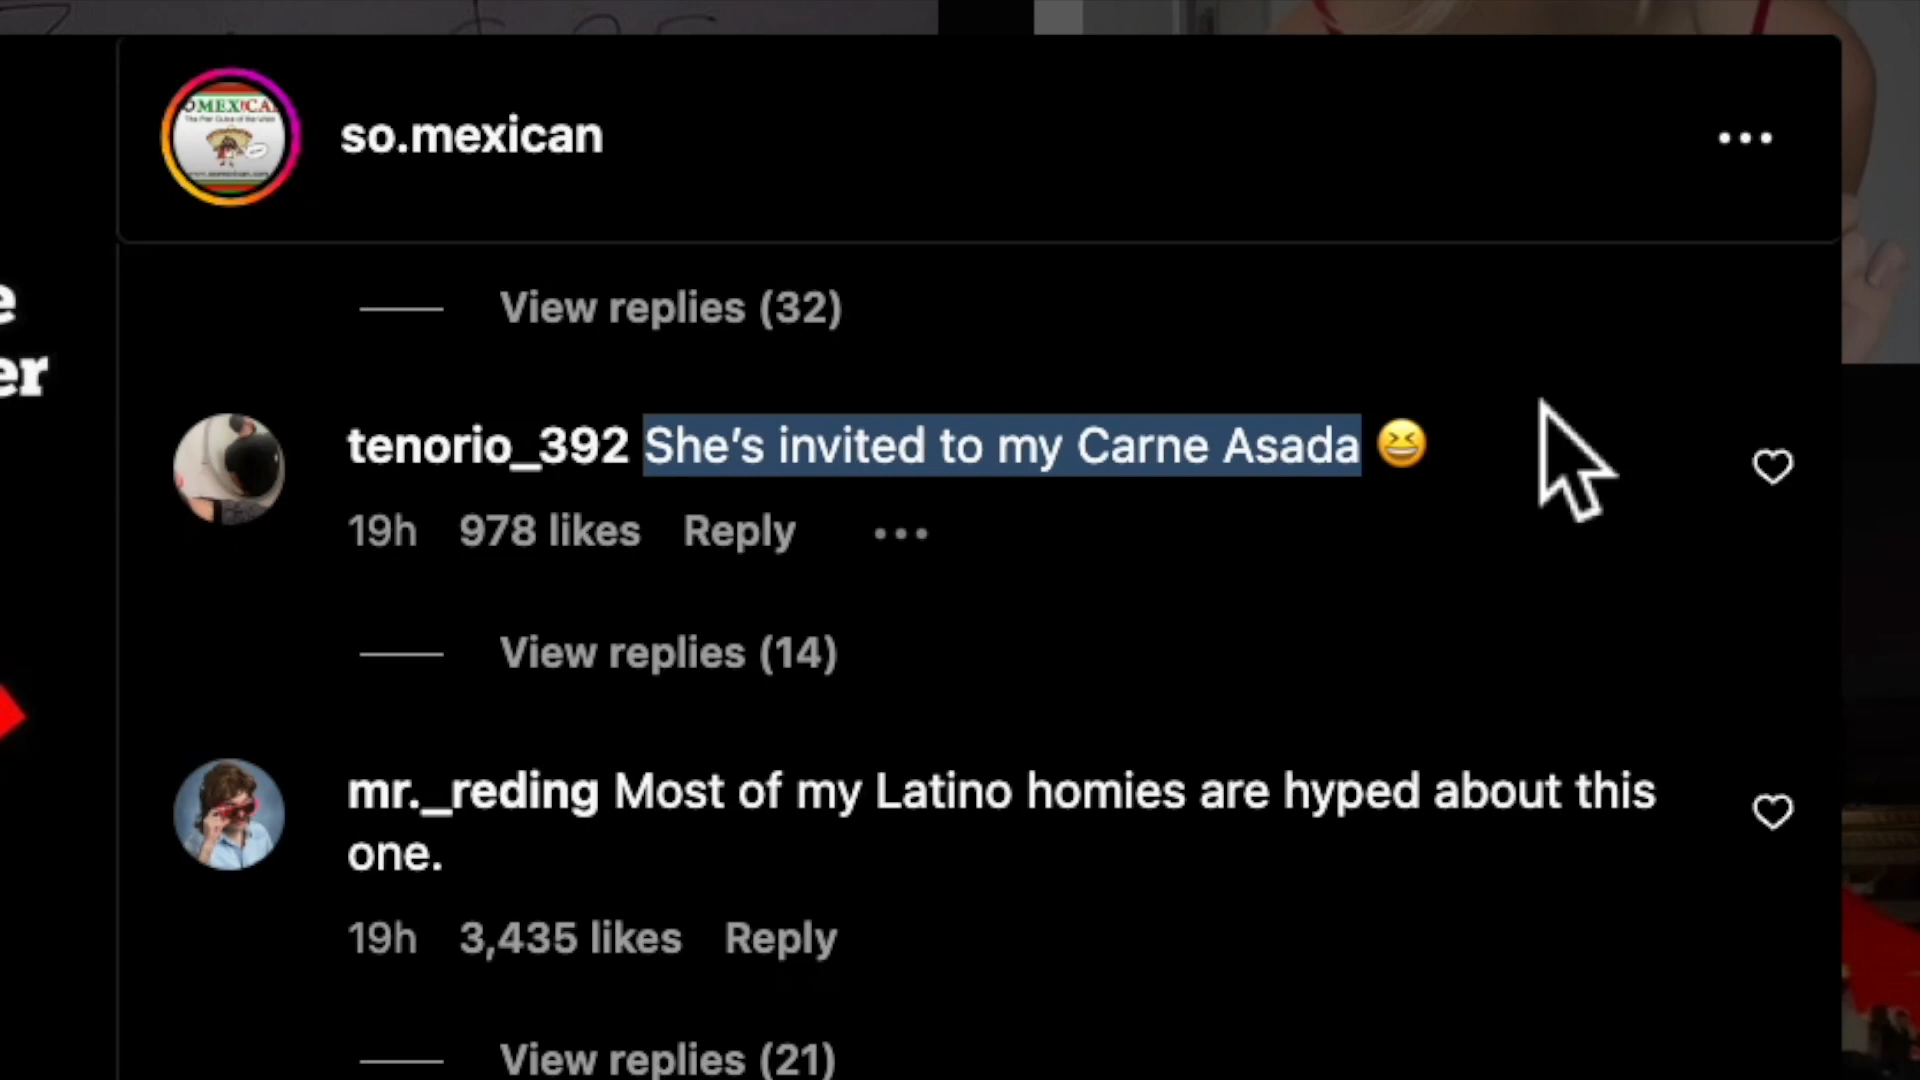 so.mexican
View replies (32)
e
er
tenorio_392 She's invited to my Carne Asada 😆
19h 978 likes Reply
View replies (14)
mr._reding Most of my Latino homies are hyped about this
one.
19h 3,435 likes Reply
View replies (21)